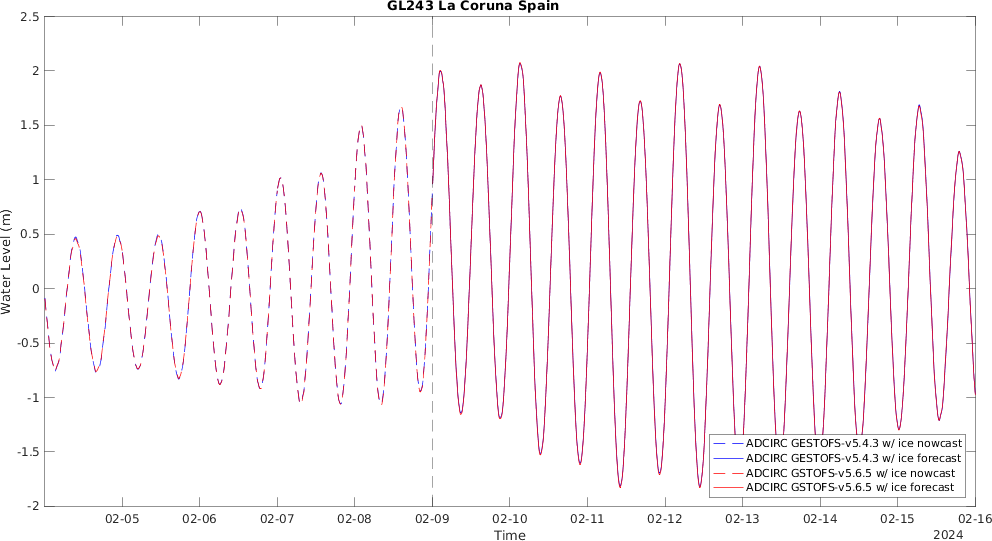 GL243 La Coruna Spain
2.5
2
1.5
1
0.5
0
-0.5
-1
-1.5
-2
Water Level (m)
ADCIRC GESTOFS-v5.4.3 w/ ice nowcast
ADCIRC GESTOFS-v5.4.3 w/ ice forecast
ADCIRC GSTOFS-v5.6.5 w/ ice nowcast
ADCIRC GSTOFS-v5.6.5 w/ ice forecast
02-05 02-06 02-07 02-08 02-09 02-10 02-11 02-12 02-13 02-14 02-15 02-16
Time
2024